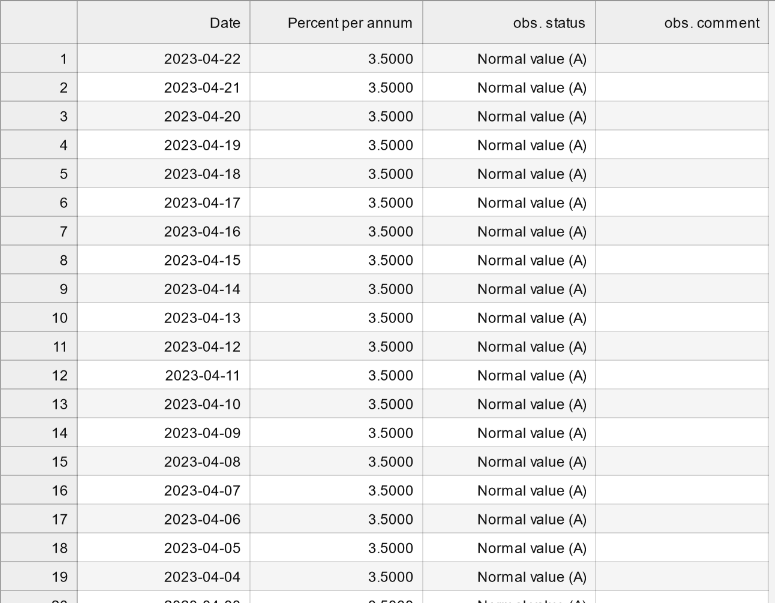 Date Percent per annum obs. status obs. comment
1 2023-04-22 3.5000 Normal value (A)
2 2023-04-21 3.5000 Normal value (A)
3 2023-04-20 3.5000 Normal value (A)
4 2023-04-19 3.5000 Normal value (A)
5 2023-04-18 3.5000 Normal value (A)
6 2023-04-17 3.5000 Normal value (A)
7 2023-04-16 3.5000 Normal value (A)
8 2023-04-15 3.5000 Normal value (A)
9 2023-04-14 3.5000 Normal value (A)
10 2023-04-13 3.5000 Normal value (A)
11 2023-04-12 3.5000 Normal value (A)
12 2023-04-11 3.5000 Normal value (A)
13 2023-04-10 3.5000 Normal value (A)
14 2023-04-09 3.5000 Normal value (A)
15 2023-04-08 3.5000 Normal value (A)
16 2023-04-07 3.5000 Normal value (A)
17 2023-04-06 3.5000 Normal value (A)
18 2023-04-05 3.5000 Normal value (A)
19 2023-04-04 3.5000 Normal value (A)